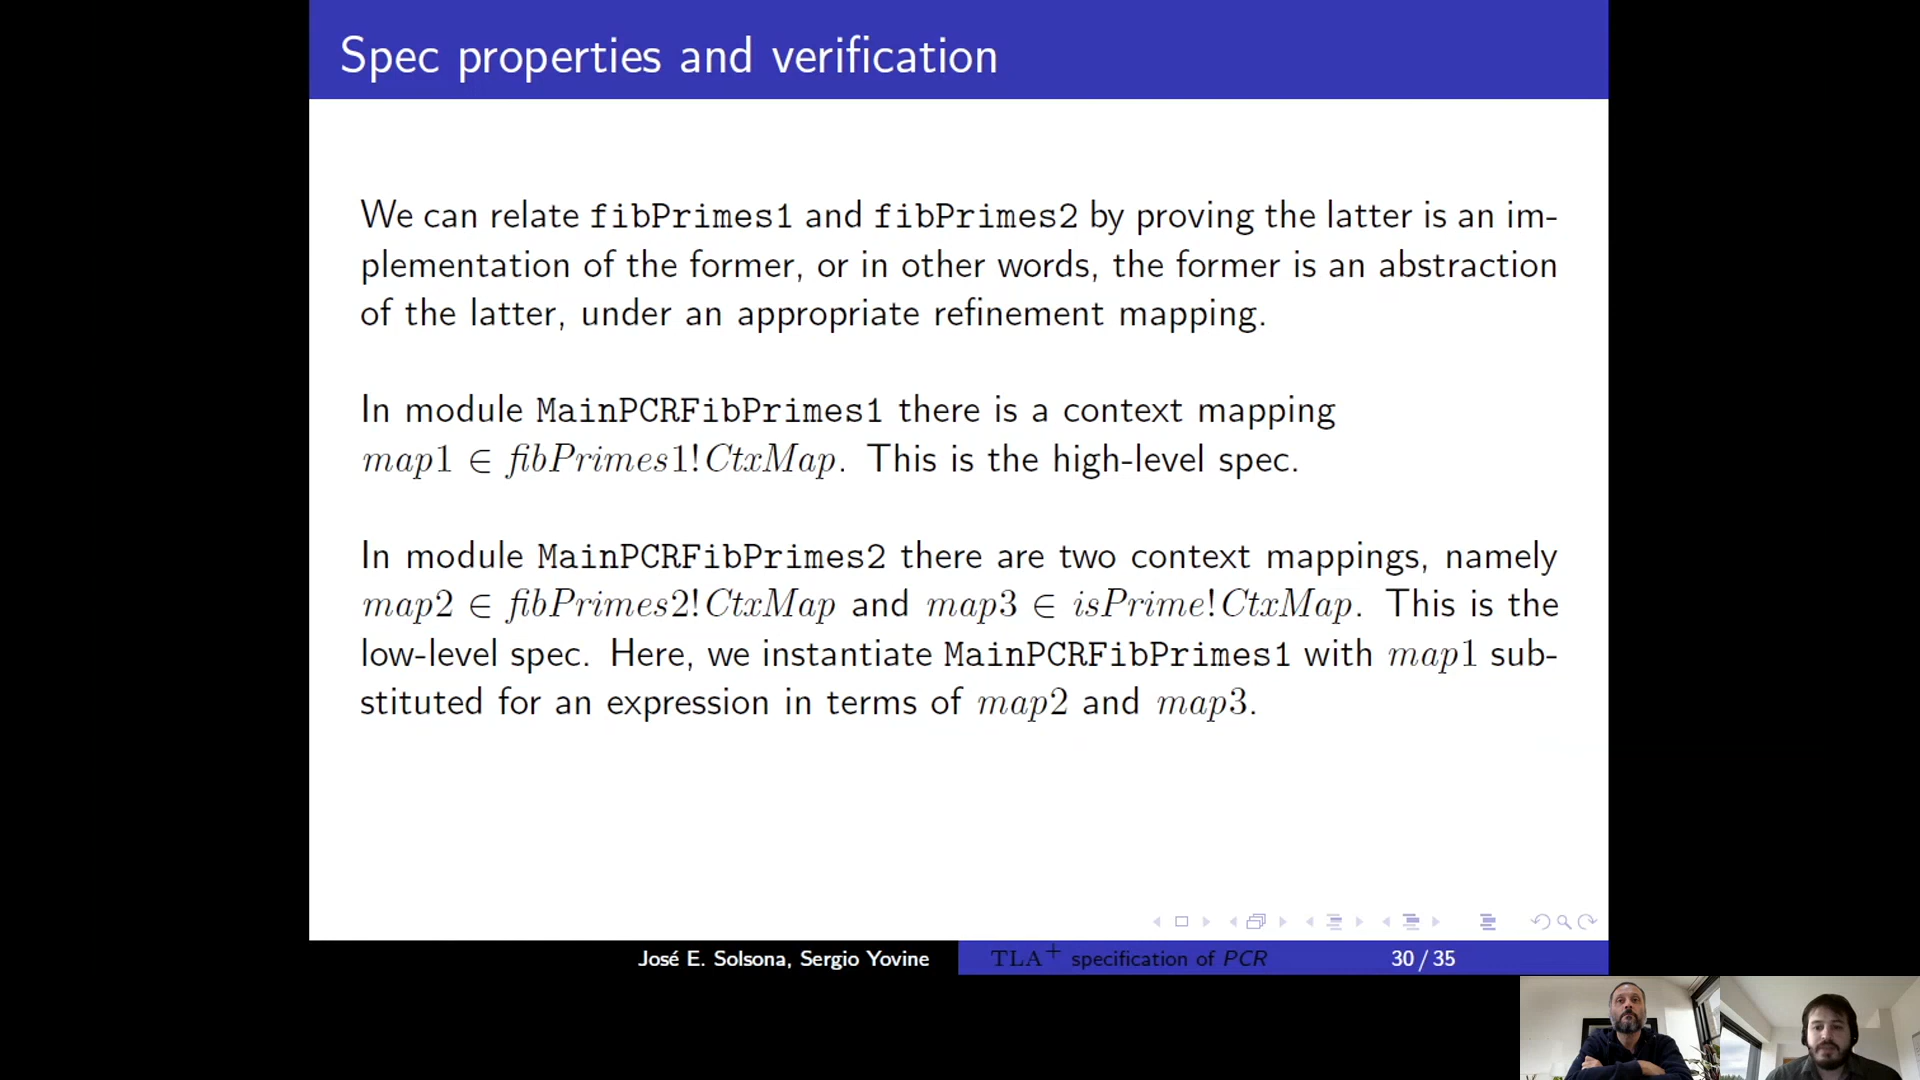 Spec properties and verification
We can relate fibPrimes1 and fibPrimes2 by proving the latter is an im-
plementation of the former, or in other words, the former is an abstraction
of the latter, under an appropriate refinement mapping.
In module MainPCRFibPrimes1 there is a context mapping
map1 ∈ fibPrimes1!CtxMap. This is the high-level spec.
In module MainPCRFibPrimes2 there are two context mappings, namely
map2 ∈ fibPrimes2!CtxMap and map3 ∈ isPrime!CtxMap. This is the
low-level spec. Here, we instantiate MainPCRFibPrimes1 with map1 sub-
stituted for an expression in terms of map2 and map3.
José E. Solsona, Sergio Yovine TLA+ specification of PCR 30 / 35